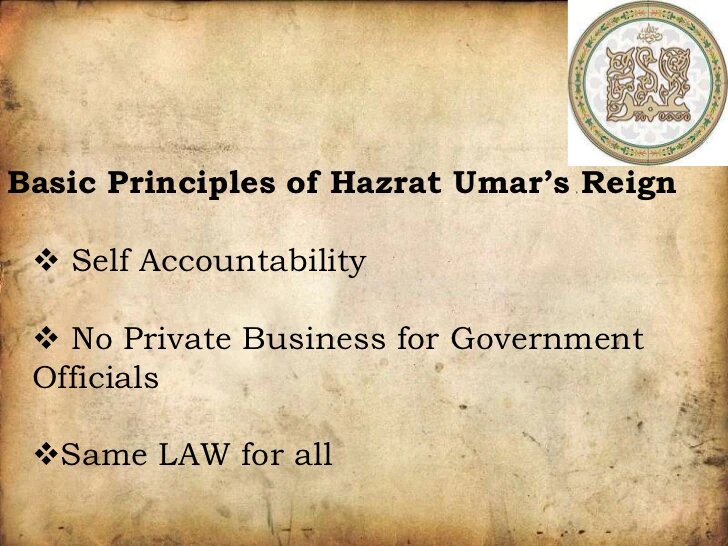 Basic Principles of Hazrat Umar’s Reign
❖ Self Accountability
❖ No Private Business for Government
Officials
❖Same LAW for all